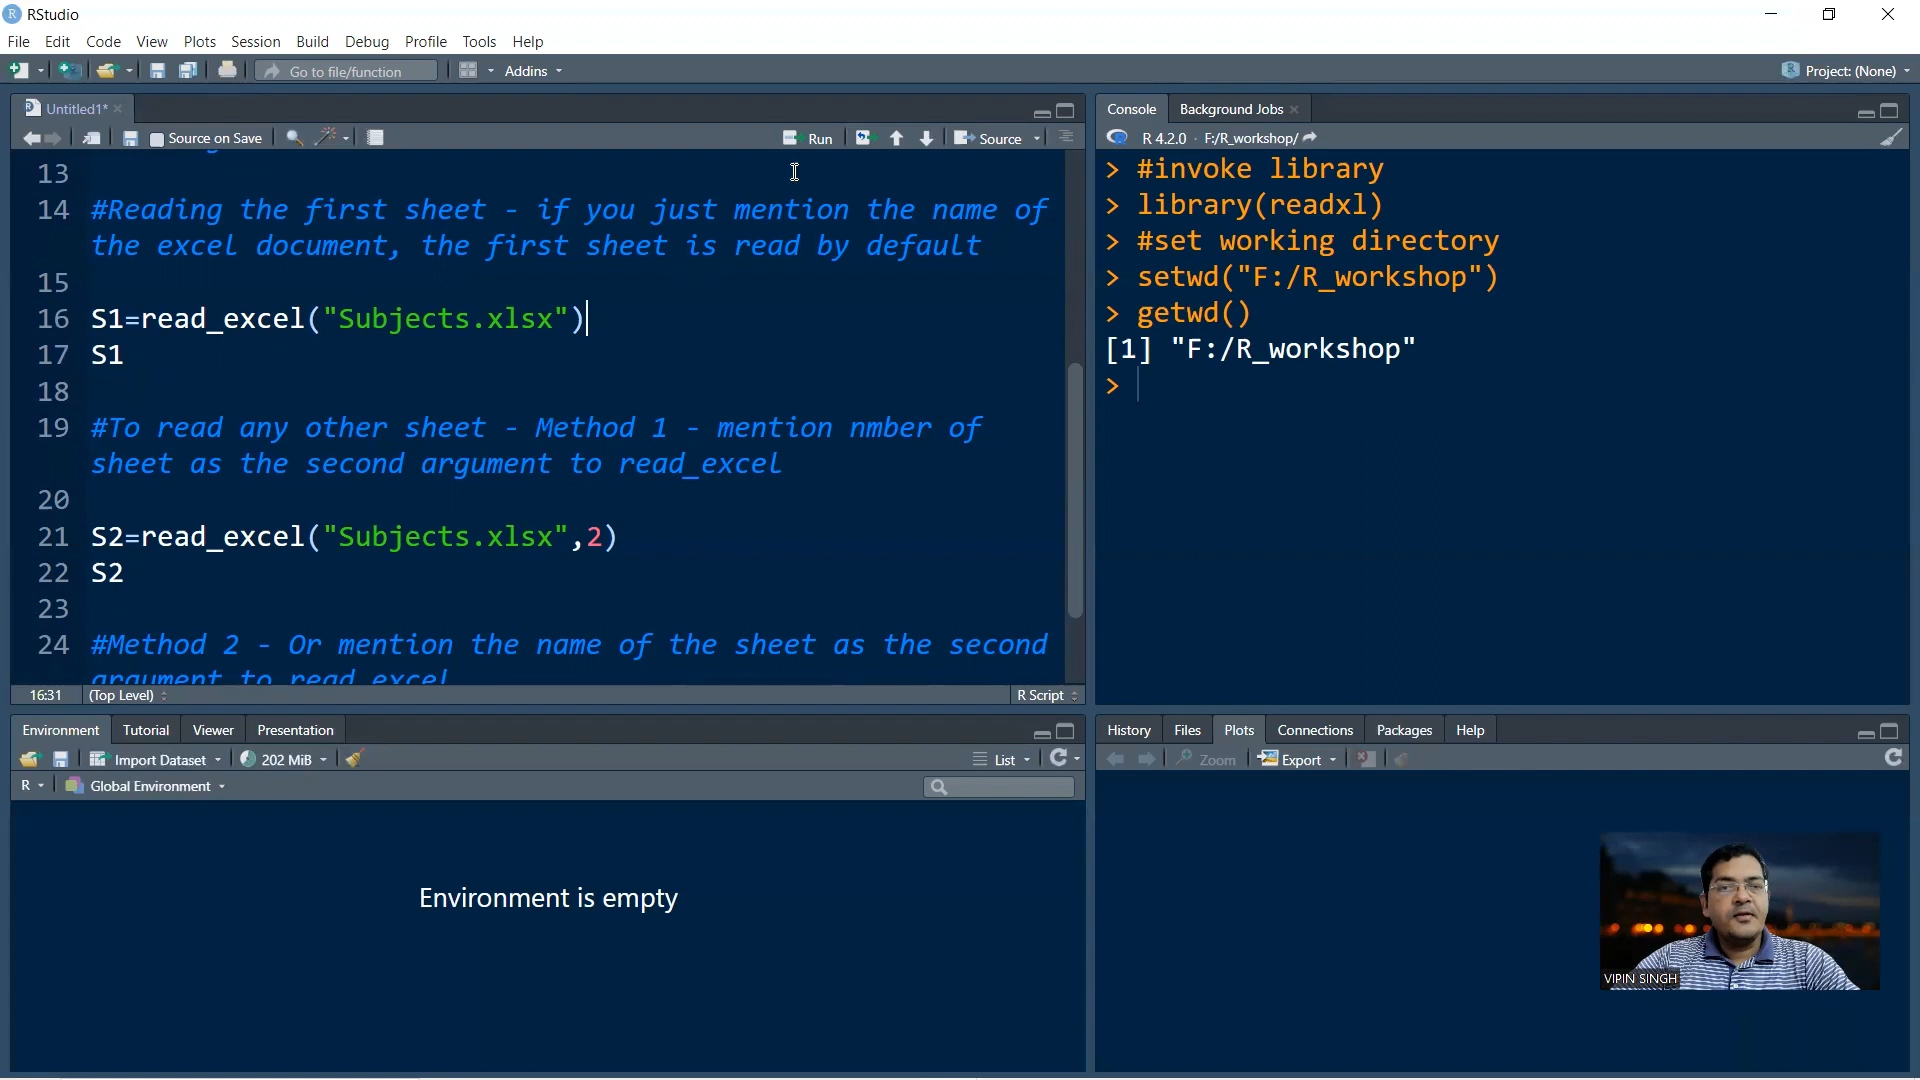 RStudio
File Edit Code View Plots Session Build Debug Profile Tools Help
Go to file/function Addins Project: (None)
Untitled1*
Source on Save Run Source
13
14 #Reading the first sheet - if you just mention the name of
the excel document, the first sheet is read by default
15
16 S1=read_excel("Subjects.xlsx")
17 S1
18
19 #To read any other sheet - Method 1 - mention nmber of
sheet as the second argument to read_excel
20
21 S2=read_excel("Subjects.xlsx",2)
22 S2
23
24 #Method 2 - Or mention the name of the sheet as the second
argument to read_excel
16:31 (Top Level) R Script
Console Background Jobs
R 4.2.0 · F:/R_workshop/
> #invoke library
> library(readxl)
> #set working directory
> setwd("F:/R_workshop")
> getwd()
[1] "F:/R_workshop"
>
Environment Tutorial Viewer Presentation
Import Dataset 202 MiB List
R Global Environment
Environment is empty
History Files Plots Connections Packages Help
Zoom Export
VIPIN SINGH